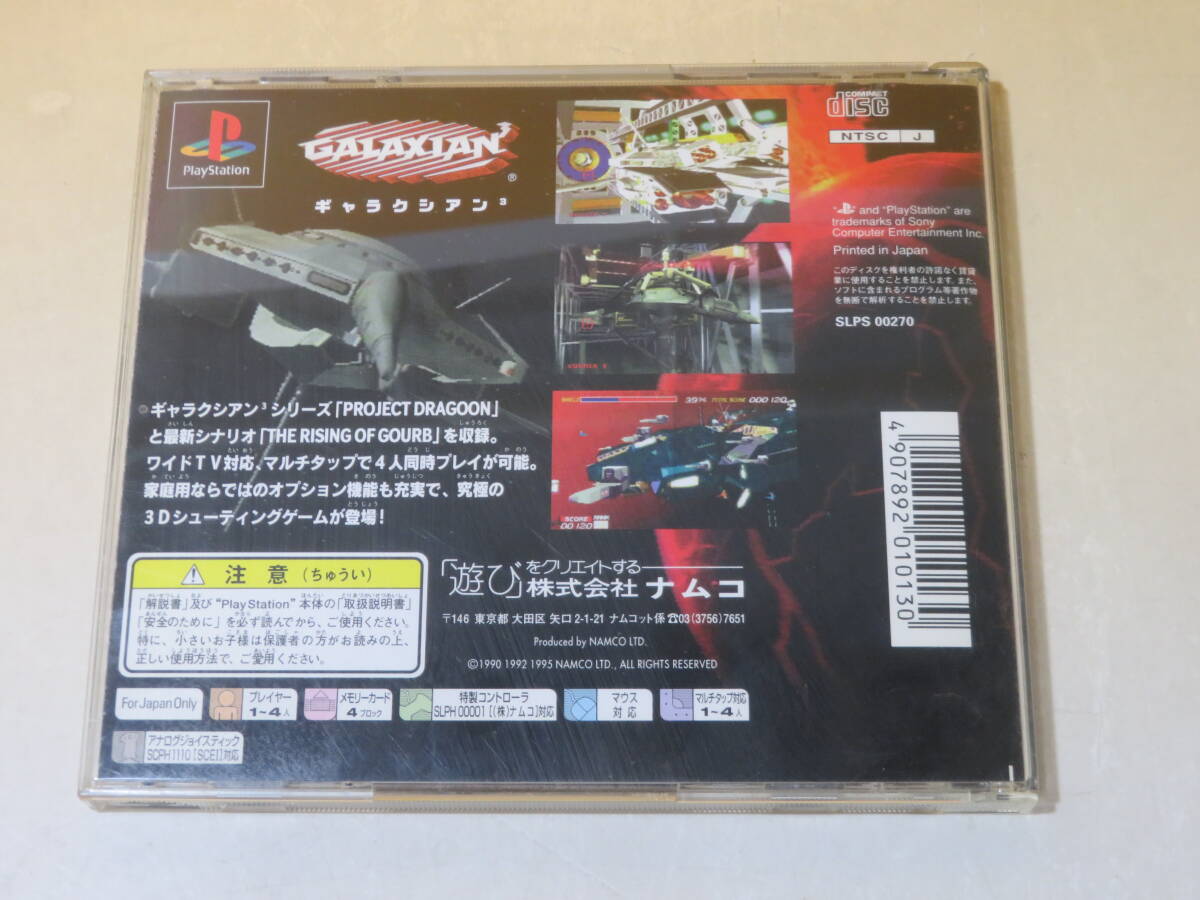 PlayStation
GALAXIAN³
®
ギャラクシアン³
COMPACT
disc
NTSC J
"PS" and "PlayStation" are
trademarks of Sony
Computer Entertainment Inc.
Printed in Japan
このディスクを権利者の許諾なく賃貸
業に使用することを禁止します。また、
ソフトに含まれるプログラム等著作物
を無断で解析することを禁止します。
SLPS 00270
ギャラクシアン³シリーズ「PROJECT DRAGOON」
と最新シナリオ「THE RISING OF GOURB」を収録。
ワイドTV対応、マルチタップで4人同時プレイが可能。
家庭用ならではのオプション機能も充実で、究極の
3Dシューティングゲームが登場!
39%
000120
SCORE
00120
4907892010130
注意(ちゅうい)
「解説書」及び"PlayStation"本体の「取扱説明書」
「安全のために」を必ず読んでから、ご使用ください。
特に、小さいお子様は保護者の方がお読みの上、
正しい使用方法で、ご愛用ください。
「遊び」をクリエイトする
株式会社ナムコ
〒146 東京都 大田区 矢口2-1-21 ナムコット係☎03(3756)7651
Produced by NAMCO LTD.
©1990 1992 1995 NAMCO LTD., ALL RIGHTS RESERVED
For Japan Only
プレイヤー
1~4人
メモリーカード
4ブロック
特製コントローラ
SLPH 00001[(株)ナムコ]対応
マウス
対応
マルチタップ対応
1~4人
アナログジョイスティック
SCPH1110[SCEI]対応